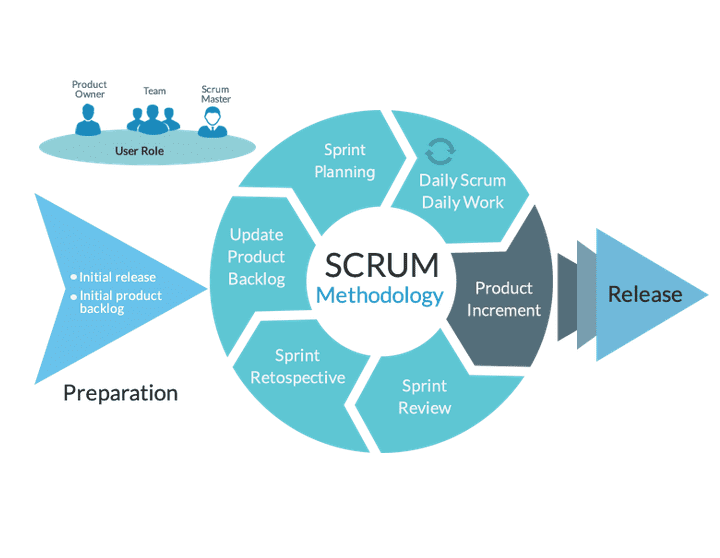 Product
Owner
Team
Scrum
Master
User Role
Initial release
Initial product
backlog
Preparation
Sprint
Planning
Daily Scrum
Daily Work
Update
Product
Backlog
SCRUM
Methodology
Product
Increment
Sprint
Retospective
Sprint
Review
Release